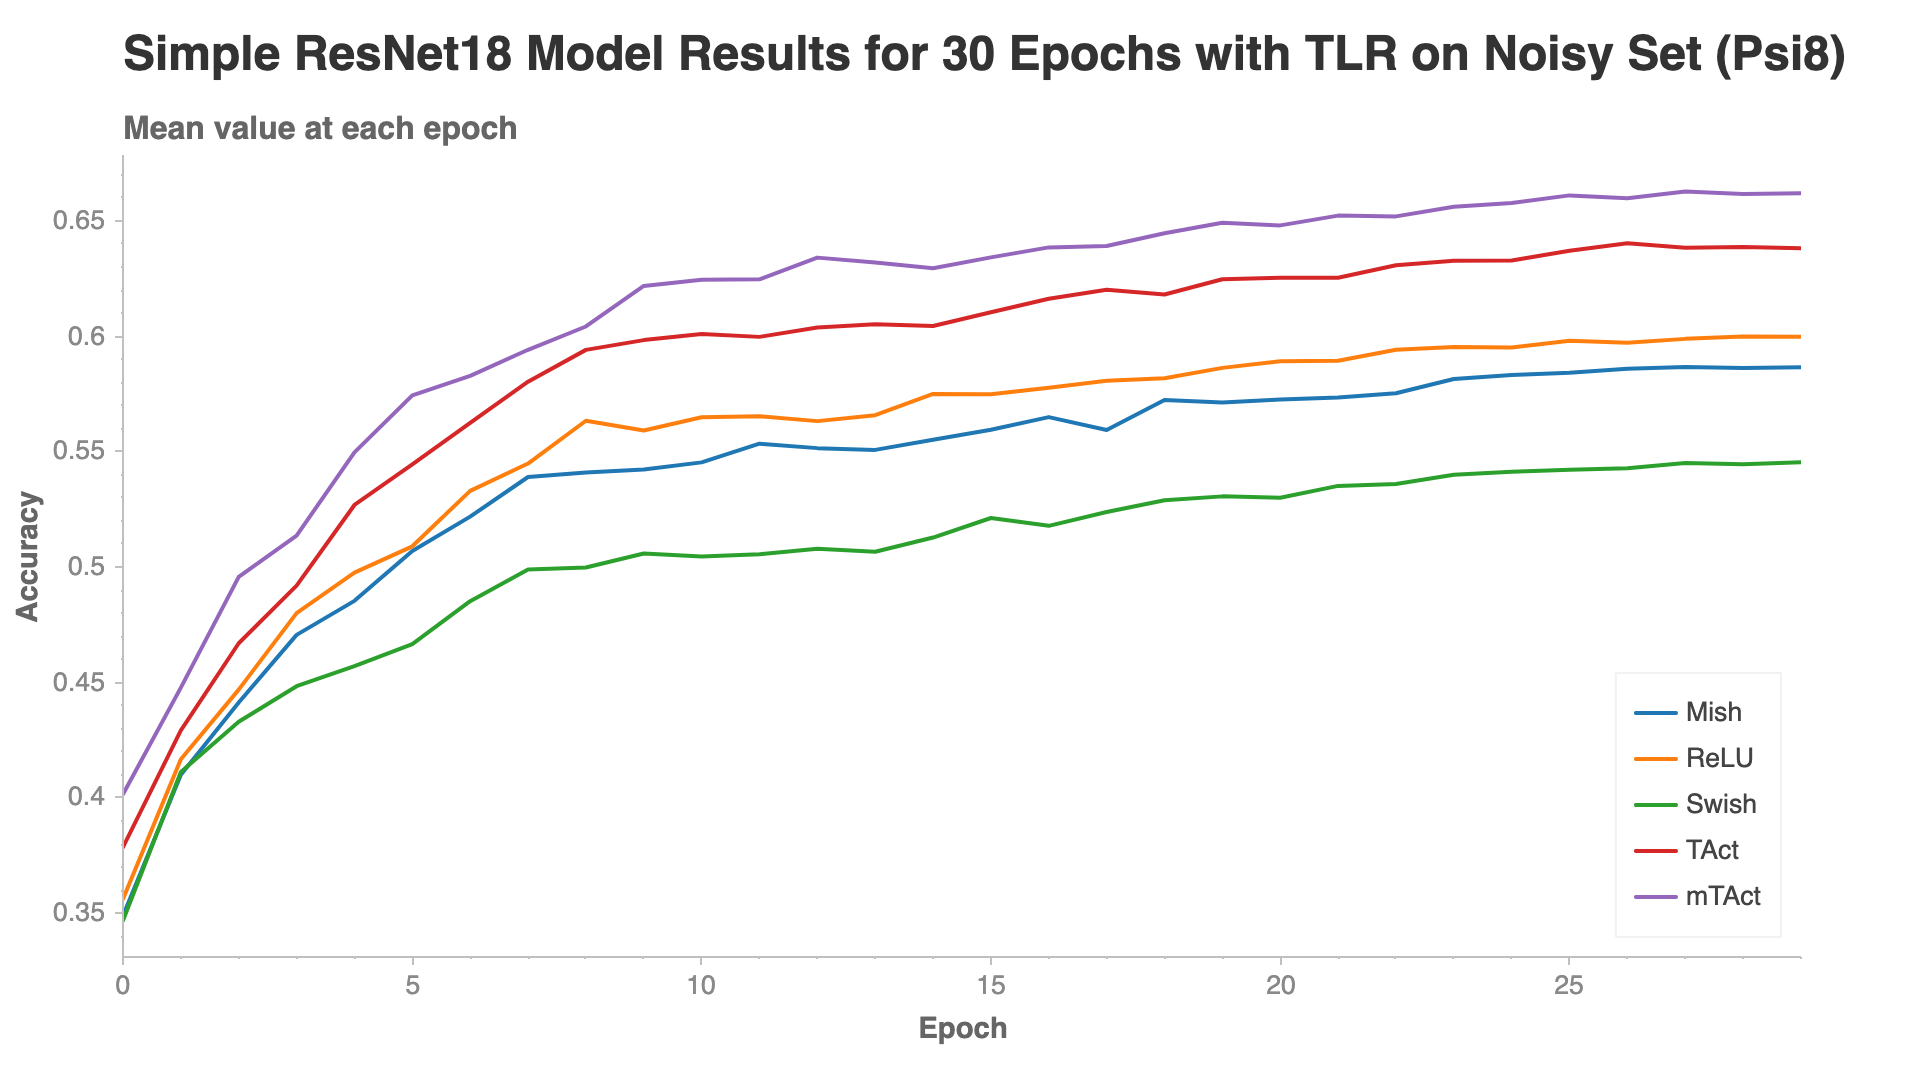 Simple ResNet18 Model Results for 30 Epochs with TLR on Noisy Set (Psi8)
Mean value at each epoch
0.65
0.6
0.55
0.5
0.45
0.4
0.35
Accuracy
Mish
ReLU
Swish
TAct
mTAct
0 5 10 15 20 25
Epoch